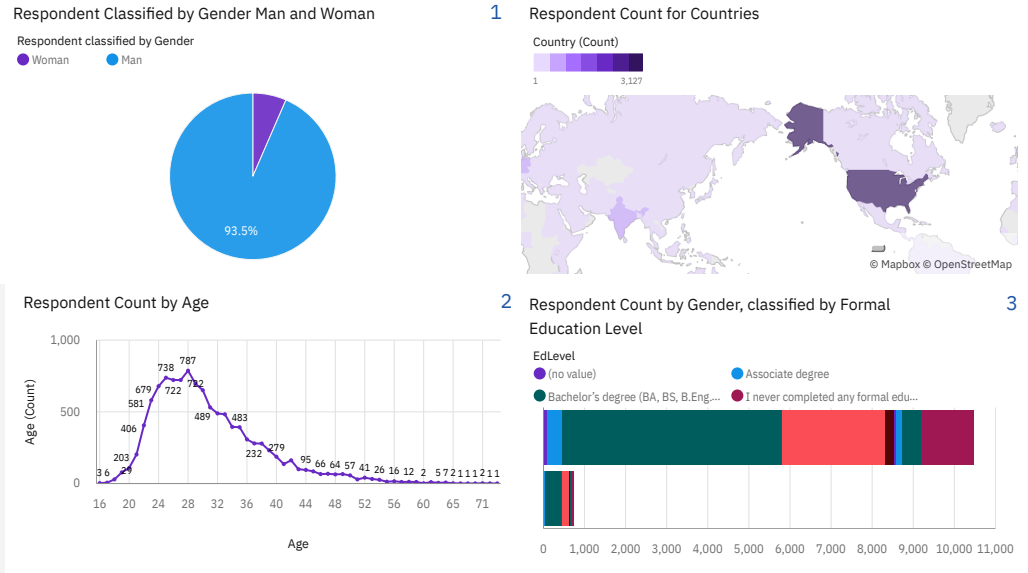 Respondent Classified by Gender Man and Woman
1
Respondent classified by Gender
Woman Man
93.5%
Respondent Count for Countries
Country (Count)
1 3,127
© Mapbox © OpenStreetMap
Respondent Count by Age
2
1,000
500
0
Age (Count)
3 6 29 203 406 581 679 738 722 787 722 489 483 232 279 95 66 64 57 41 26 16 12 2 5 7 2 1 1 1 2 1 1
16 20 24 28 32 36 40 44 48 52 56 60 65 71
Age
Respondent Count by Gender, classified by Formal
Education Level
3
EdLevel
(no value) Associate degree
Bachelor's degree (BA, BS, B.Eng.... I never completed any formal edu...
0 1,000 2,000 3,000 4,000 5,000 6,000 7,000 8,000 9,000 10,000 11,000